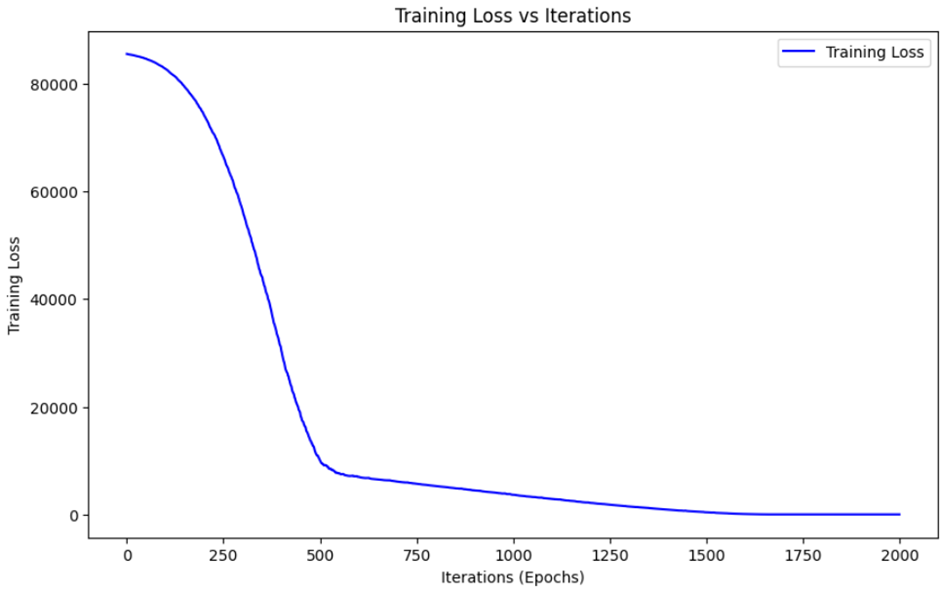 Training Loss vs Iterations
Training Loss
80000
60000
40000
20000
0
Training Loss
0 250 500 750 1000 1250 1500 1750 2000
Iterations (Epochs)